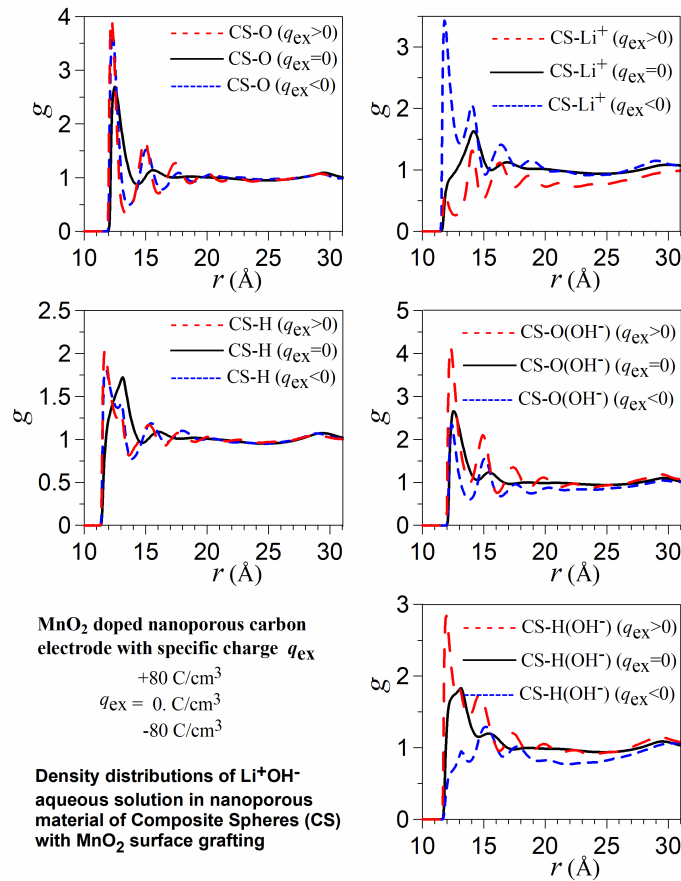 CS-O (qex>0)
CS-O (qex=0)
CS-O (qex<0)
g
4
3
2
1
0
10 15 20 25 30
r (Å)
CS-Li+ (qex>0)
CS-Li+ (qex=0)
CS-Li+ (qex<0)
g
3
2
1
0
10 15 20 25 30
r (Å)
CS-H (qex>0)
CS-H (qex=0)
CS-H (qex<0)
g
2.5
2
1.5
1
0.5
0
10 15 20 25 30
r (Å)
CS-O(OH-) (qex>0)
CS-O(OH-) (qex=0)
CS-O(OH-) (qex<0)
g
5
4
3
2
1
0
10 15 20 25 30
r (Å)
MnO2 doped nanoporous carbon
electrode with specific charge qex
+80 C/cm3
qex = 0. C/cm3
-80 C/cm3
Density distributions of Li+OH-
aqueous solution in nanoporous
material of Composite Spheres (CS)
with MnO2 surface grafting
CS-H(OH-) (qex>0)
CS-H(OH-) (qex=0)
CS-H(OH-) (qex<0)
g
3
2
1
0
10 15 20 25 30
r (Å)